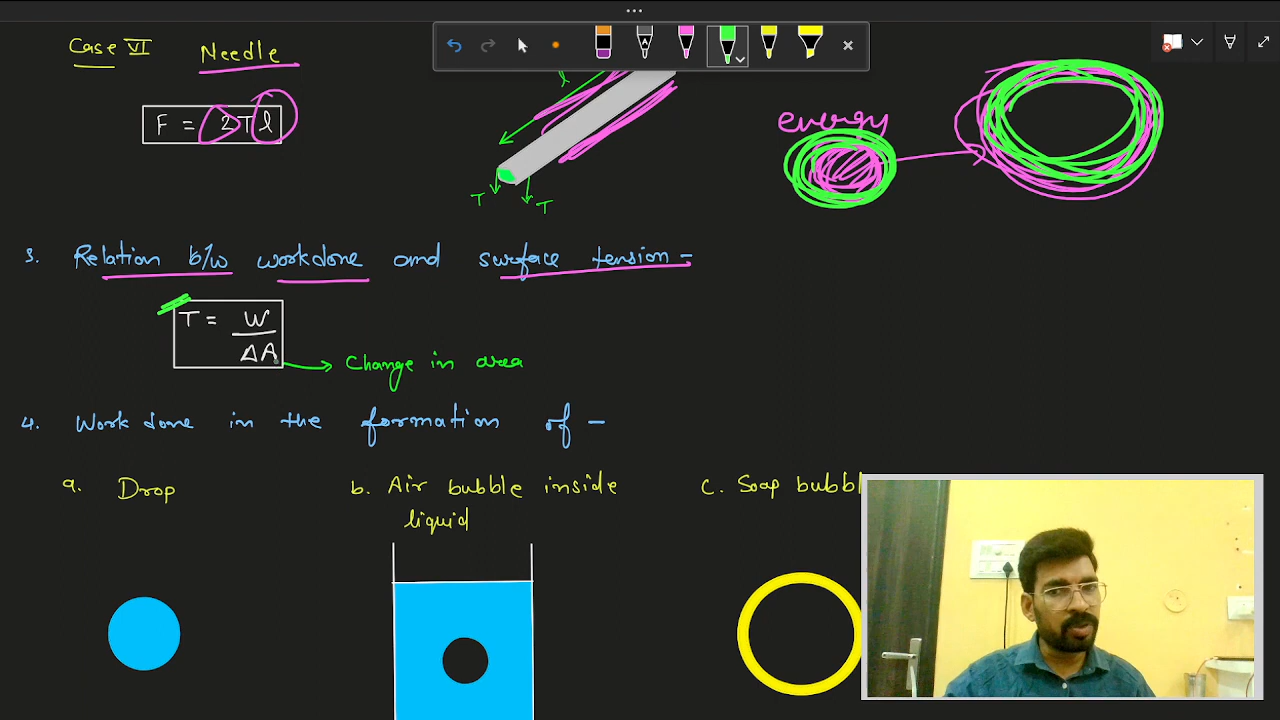 Case VI Needle
F = 2Tl
l
T T
energy
3. Relation b/w workdone and surface tension -
T = W
ΔA
Change in area
4. Work done in the formation of -
a. Drop
b. Air bubble inside
liquid
c. Soap bubbl